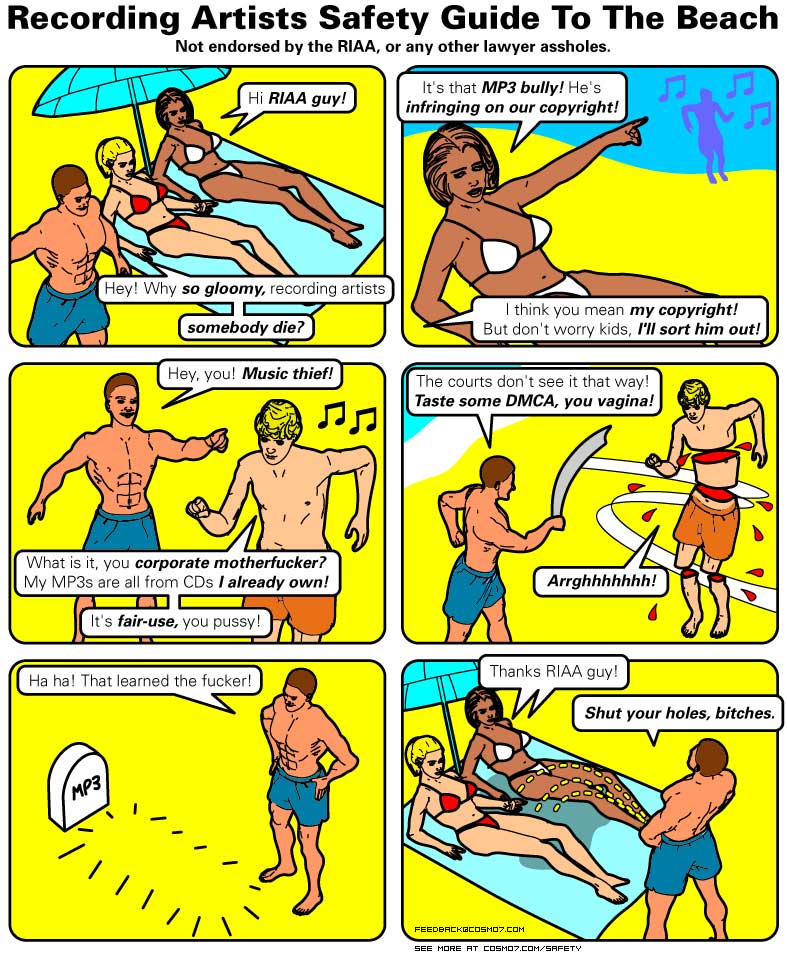 Recording Artists Safety Guide To The Beach
Not endorsed by the RIAA, or any other lawyer assholes.
Hi RIAA guy!
Hey! Why so gloomy, recording artists
somebody die?
It's that MP3 bully! He's
infringing on our copyright!
I think you mean my copyright!
But don't worry kids, I'll sort him out!
Hey, you! Music thief!
What is it, you corporate motherfucker?
My MP3s are all from CDs I already own!
It's fair-use, you pussy!
The courts don't see it that way!
Taste some DMCA, you vagina!
Arrghhhhhhh!
Ha ha! That learned the fucker!
MP3
Thanks RIAA guy!
Shut your holes, bitches.
FEEDBACK@COSMO7.COM
SEE MORE AT COSMO7.COM/SAFETY